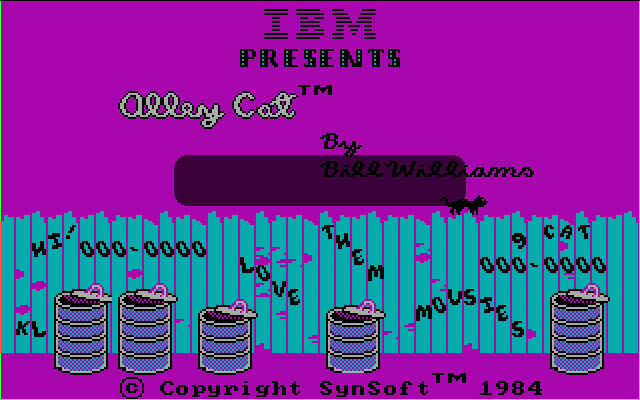 IBM
PRESENTS
Alley Cat™
By
Bill Williams
HI! 000-0000
LOVE THEM
9 CAT
000-0000
KL
MOUSIES
© Copyright SynSoft™ 1984